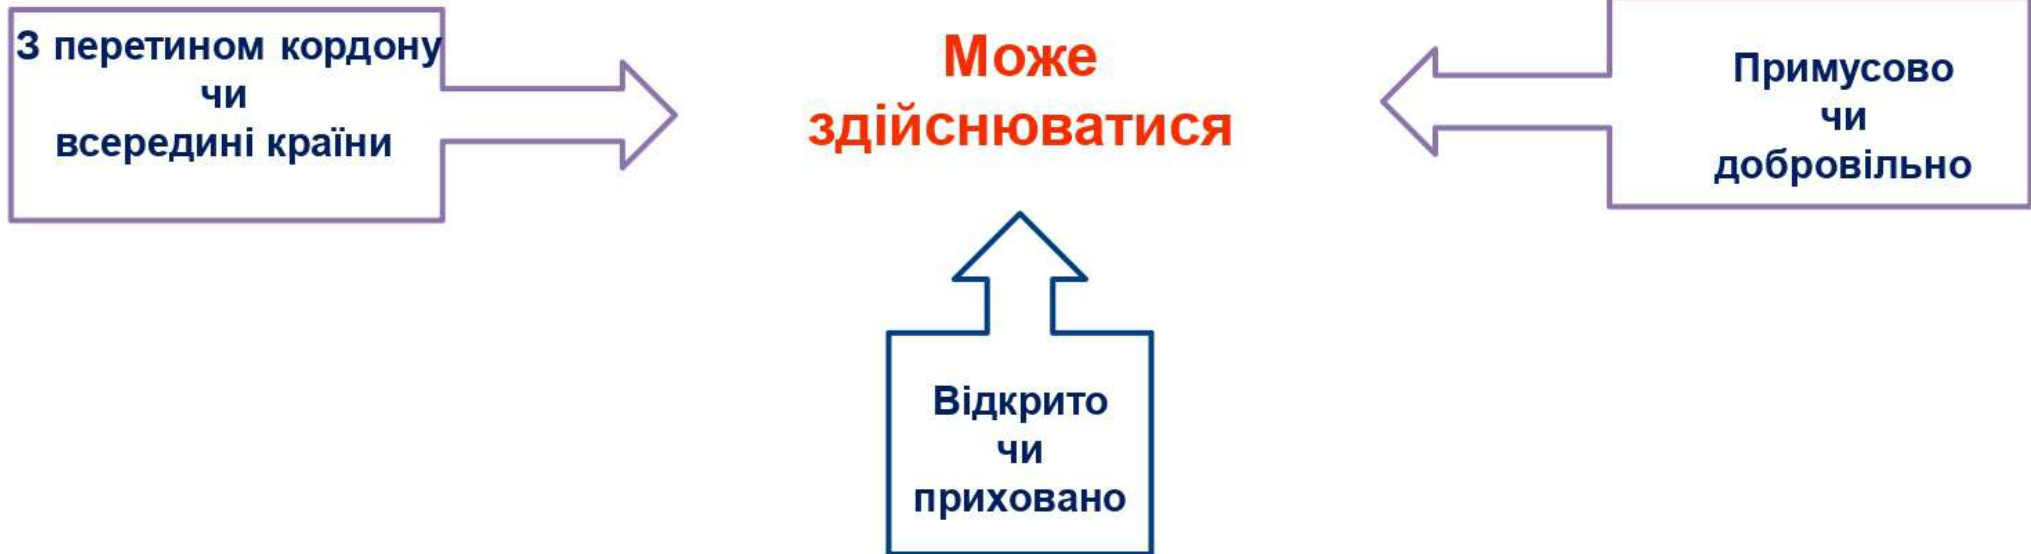 З перетином кордону
чи
всередині країни
Може
здійснюватися
Примусово
чи
добровільно
Відкрито
чи
приховано